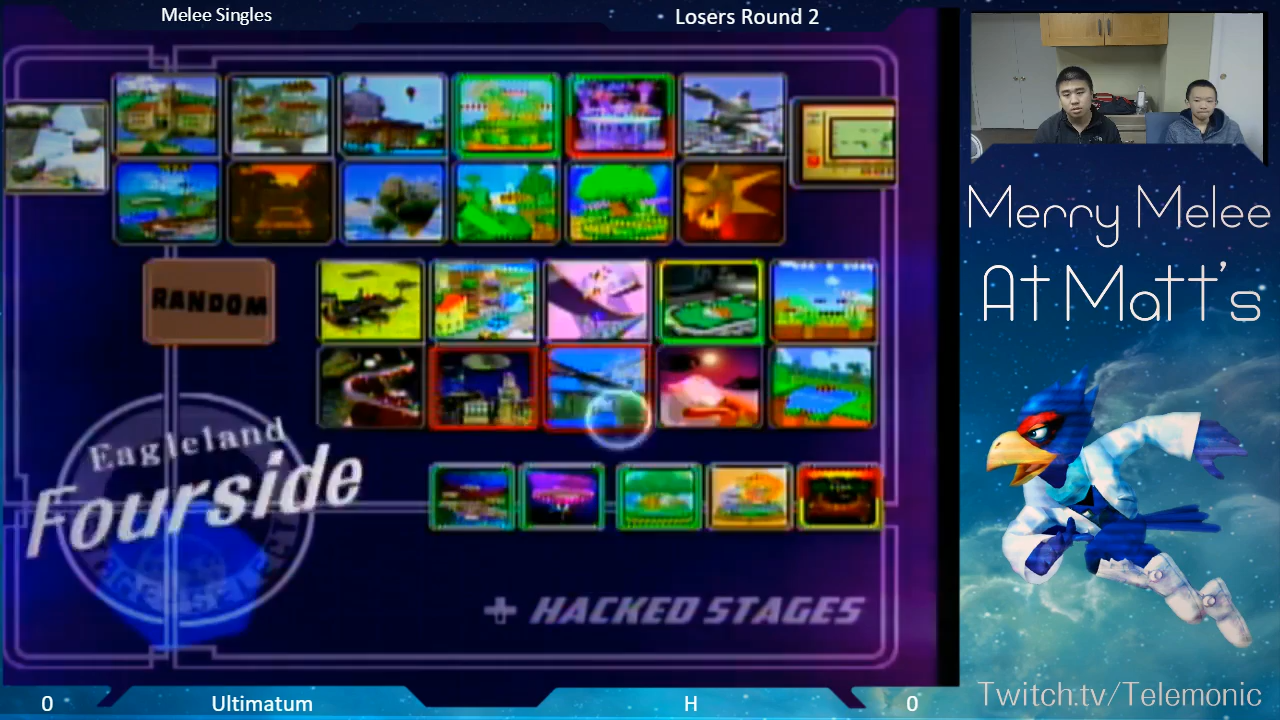 Melee Singles
Losers Round 2
RANDOM
Eagleland
Fourside
+ HACKED STAGES
Merry Melee
At Matt's
Twitch.tv/Telemonic
0
Ultimatum
H
0